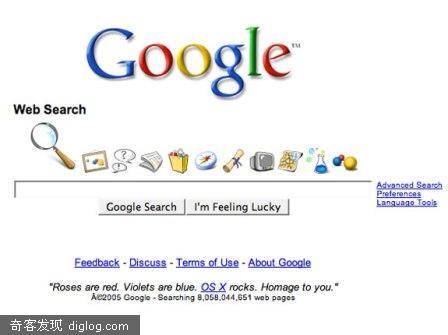 Google™
Web Search
Advanced Search
Preferences
Language Tools
Google Search I'm Feeling Lucky
Feedback - Discuss - Terms of Use - About Google
"Roses are red. Violets are blue. OS X rocks. Homage to you."
Â©2005 Google - Searching 8,058,044,651 web pages
奇客发现 diglog.com